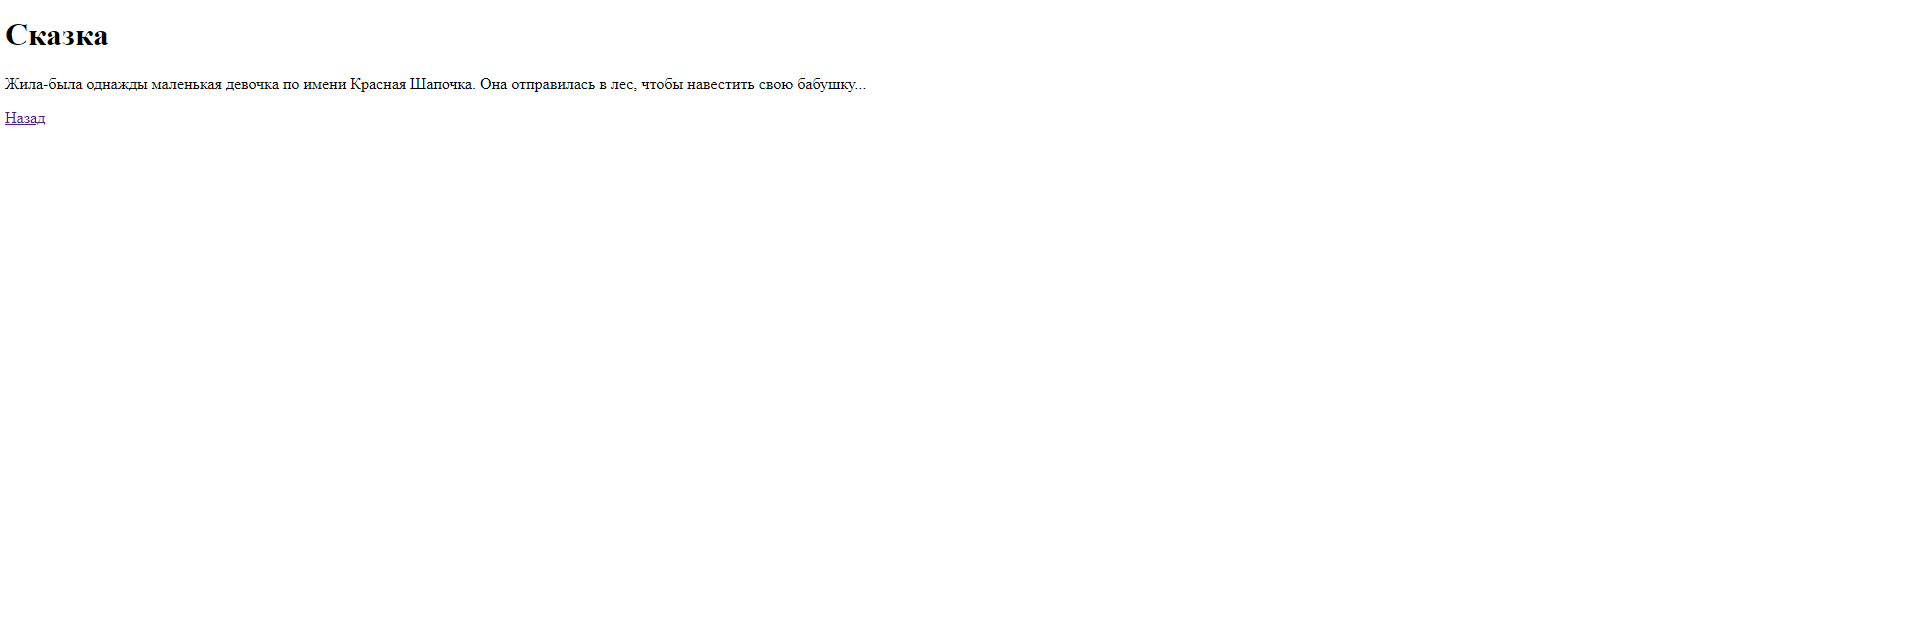 Сказка
Жила-была однажды маленькая девочка по имени Красная Шапочка. Она отправилась в лес, чтобы навестить свою бабушку...
Назад